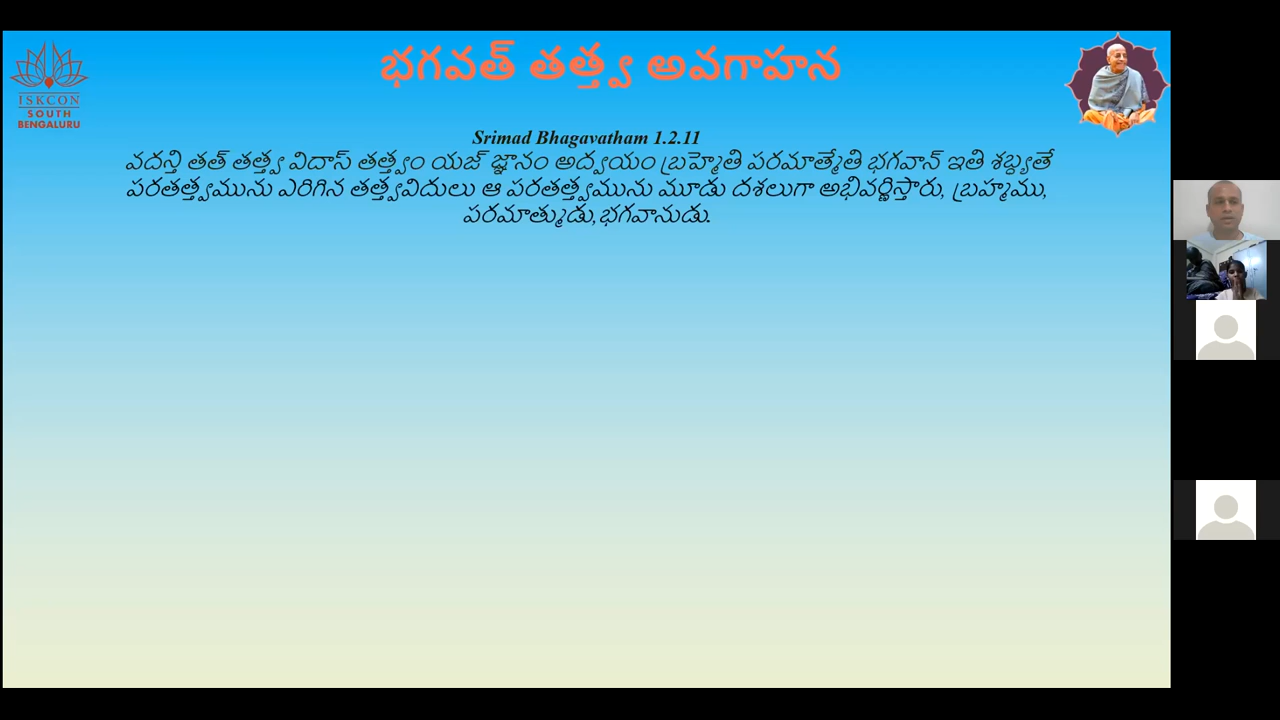 భగవత్ తత్త్వ అవగాహన
ISKCON
SOUTH
BENGALURU
Srimad Bhagavatham 1.2.11
వదన్తి తత్ తత్త్వ విదాస్ తత్త్వం యజ్ జ్ఞానం అద్వయం బ్రహ్మేతి పరమాత్మేతి భగవాన్ ఇతి శబ్ద్యతే
పరతత్త్వమును ఎరిగిన తత్త్వవిదులు ఆ పరతత్త్వమును మూడు దశలుగా అభివర్ణిస్తారు, బ్రహ్మము,
పరమాత్ముడు,భగవానుడు.